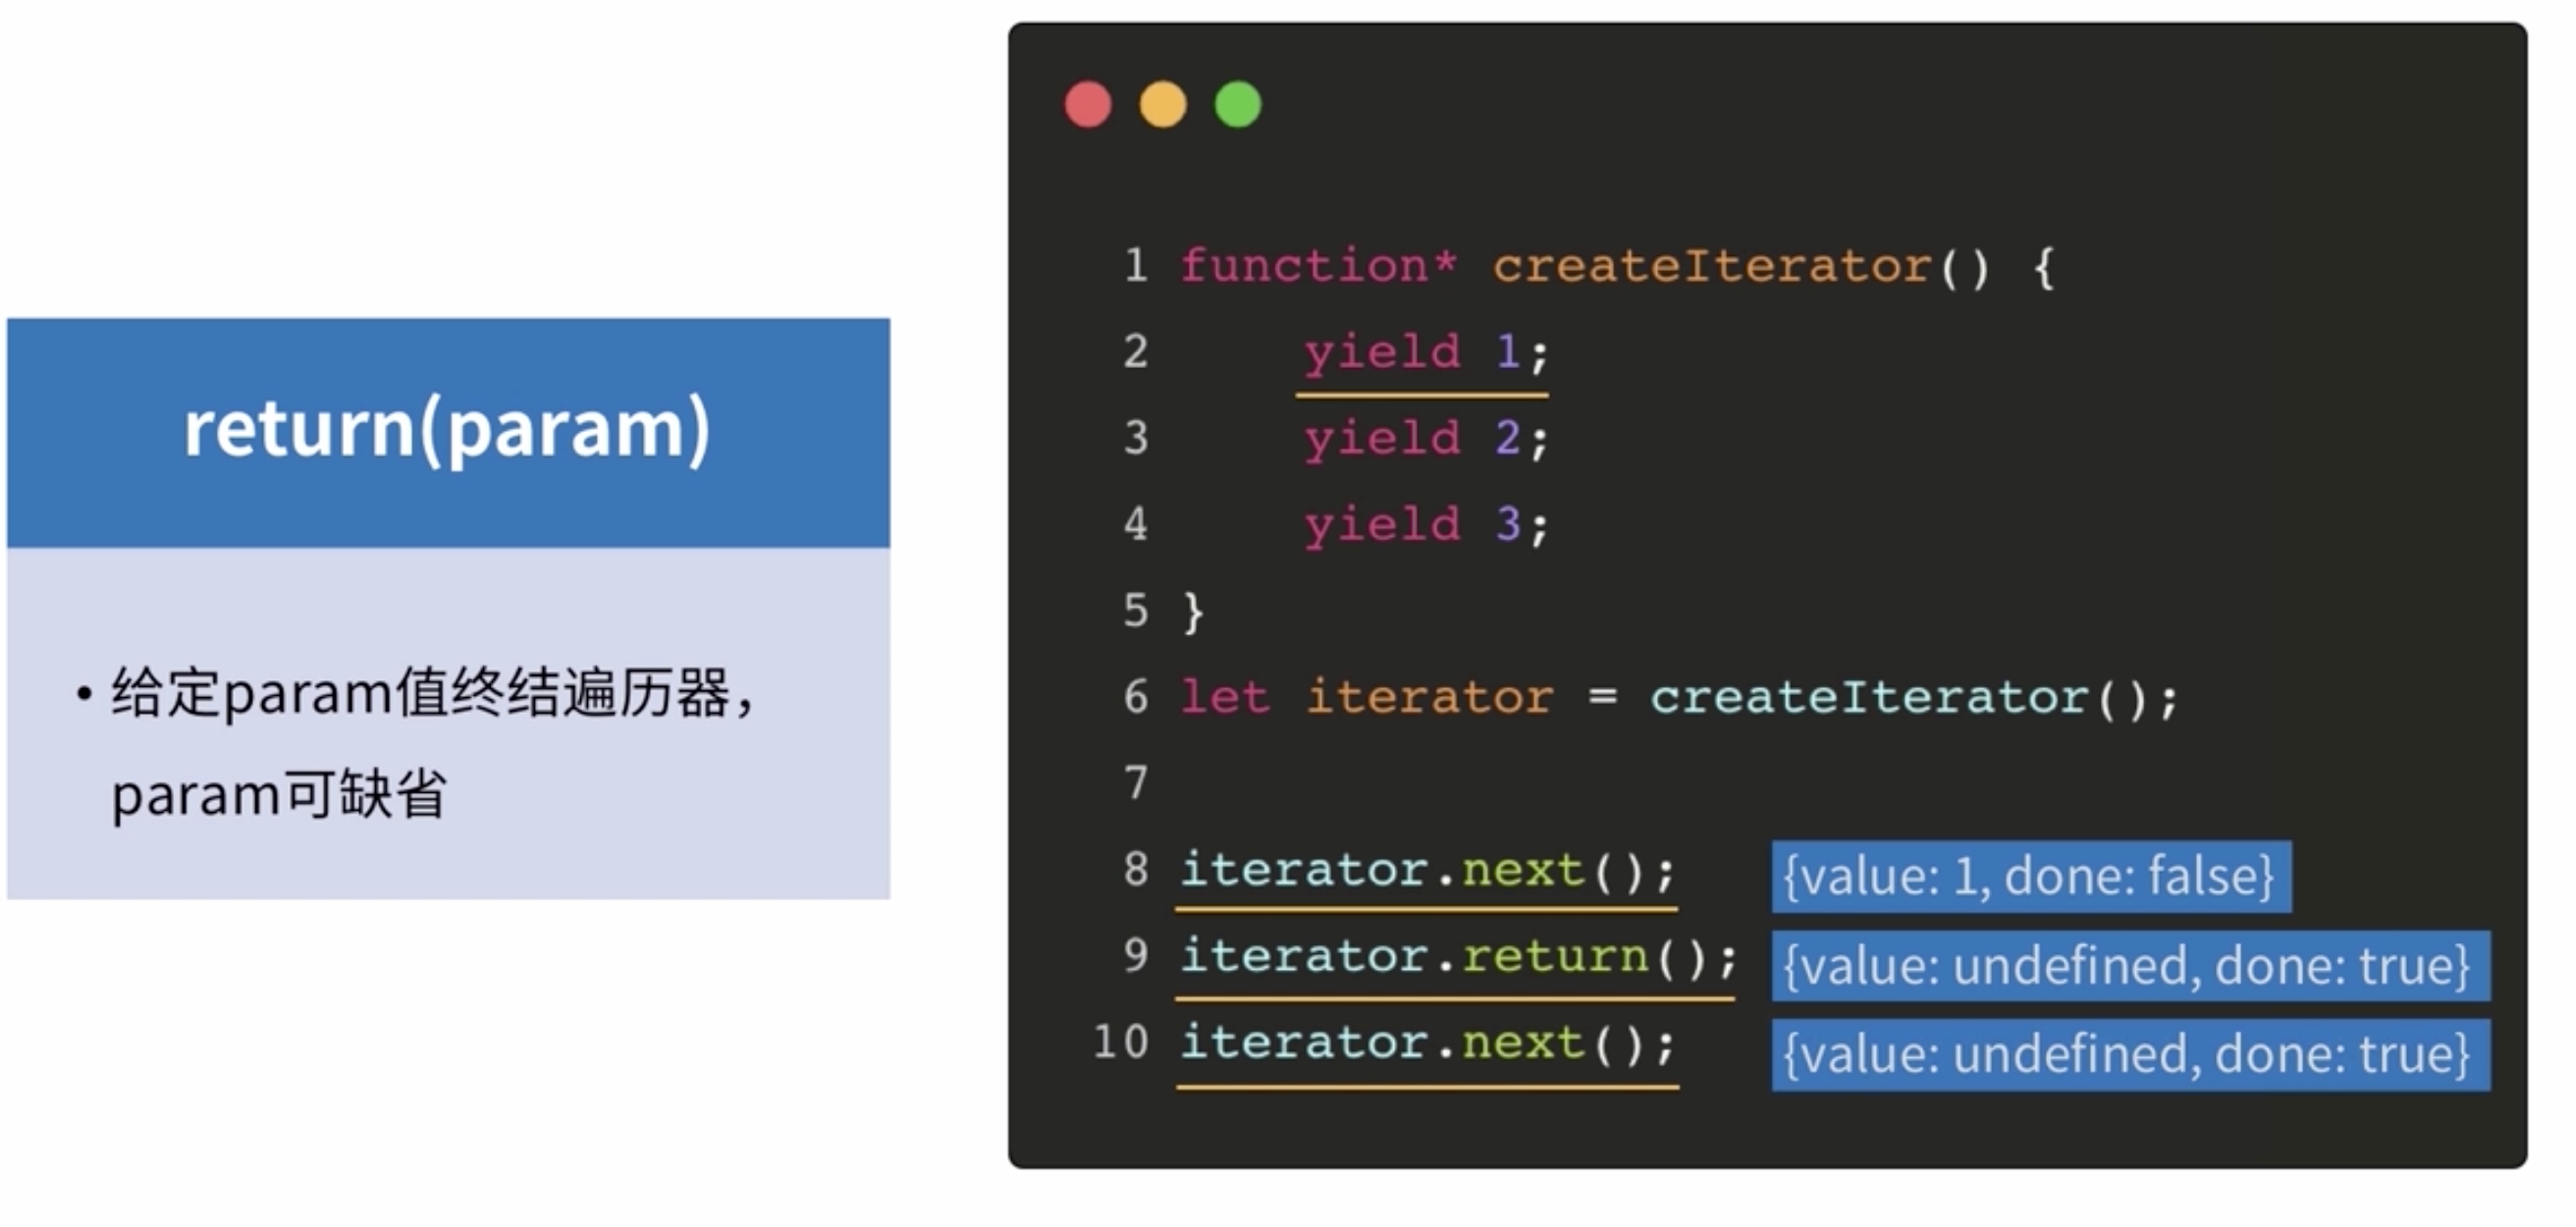 return(param)
• 给定param值终结遍历器，
param可缺省
1 function* createIterator() {
2     yield 1;
3     yield 2;
4     yield 3;
5 }
6 let iterator = createIterator();
7
8 iterator.next(); {value: 1, done: false}
9 iterator.return(); {value: undefined, done: true}
10 iterator.next(); {value: undefined, done: true}